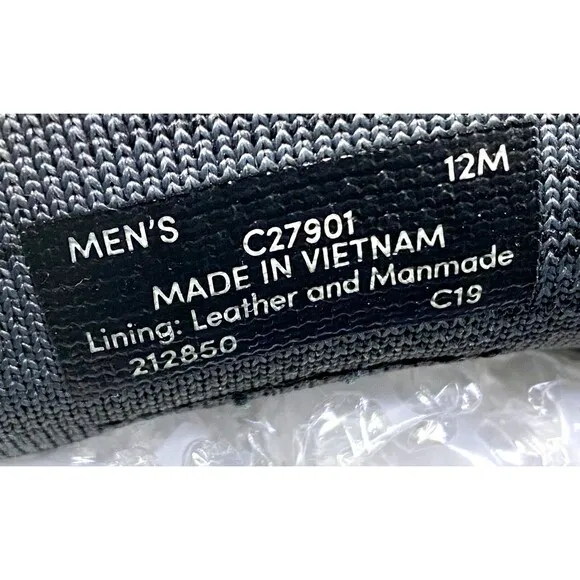 12M
MEN'S C27901
MADE IN VIETNAM
Lining: Leather and Manmade
212850 C19